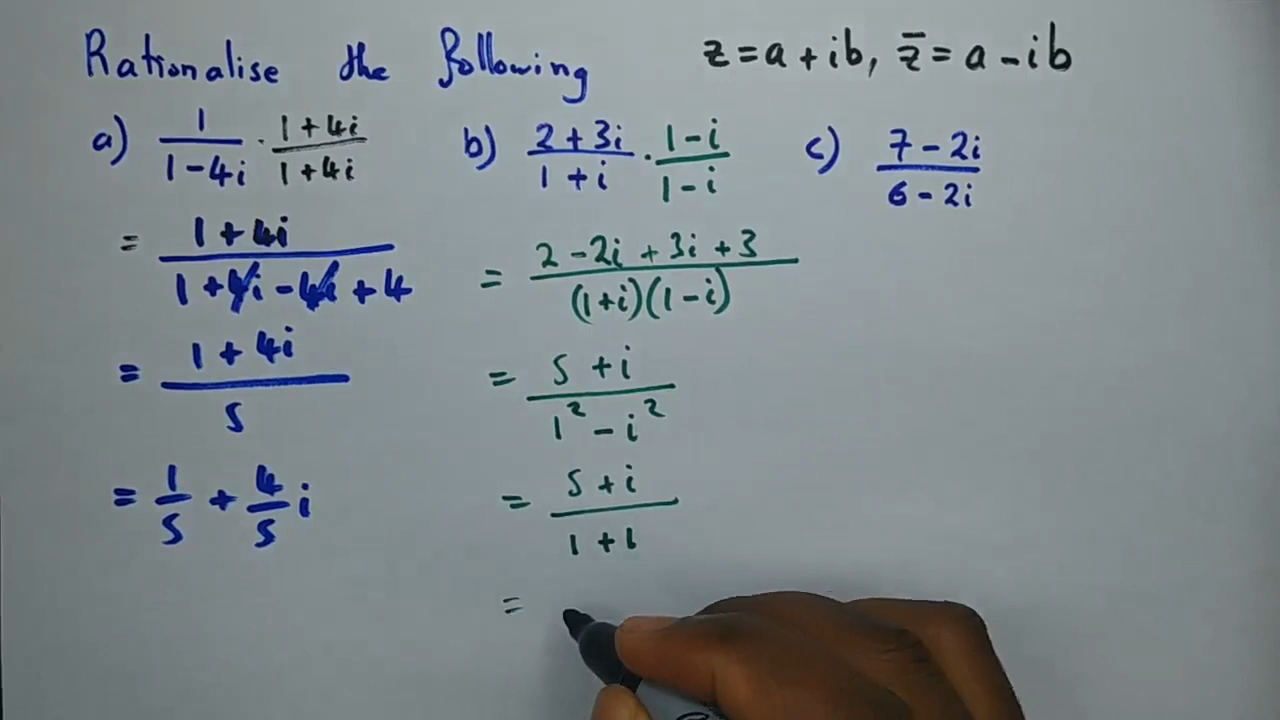 Rationalise the following z = a + ib, z̄ = a - ib
a) 1/(1-4i) · (1+4i)/(1+4i)
= (1+4i)/(1+4i-4i+4)
= (1+4i)/5
= 1/5 + 4/5 i
b) (2+3i)/(1+i) · (1-i)/(1-i)
= (2-2i+3i+3)/((1+i)(1-i))
= (5+i)/(1²-i²)
= (5+i)/(1+1)
=
c) (7-2i)/(6-2i)